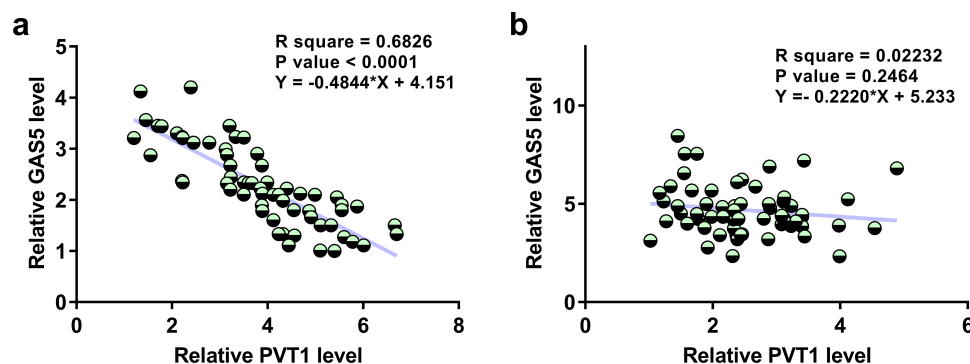 a
R square = 0.6826
P value < 0.0001
Y = -0.4844*X + 4.151
Relative GAS5 level
5
4
3
2
1
0
0 2 4 6 8
Relative PVT1 level
b
R square = 0.02232
P value = 0.2464
Y =- 0.2220*X + 5.233
Relative GAS5 level
10
5
0
0 2 4 6
Relative PVT1 level